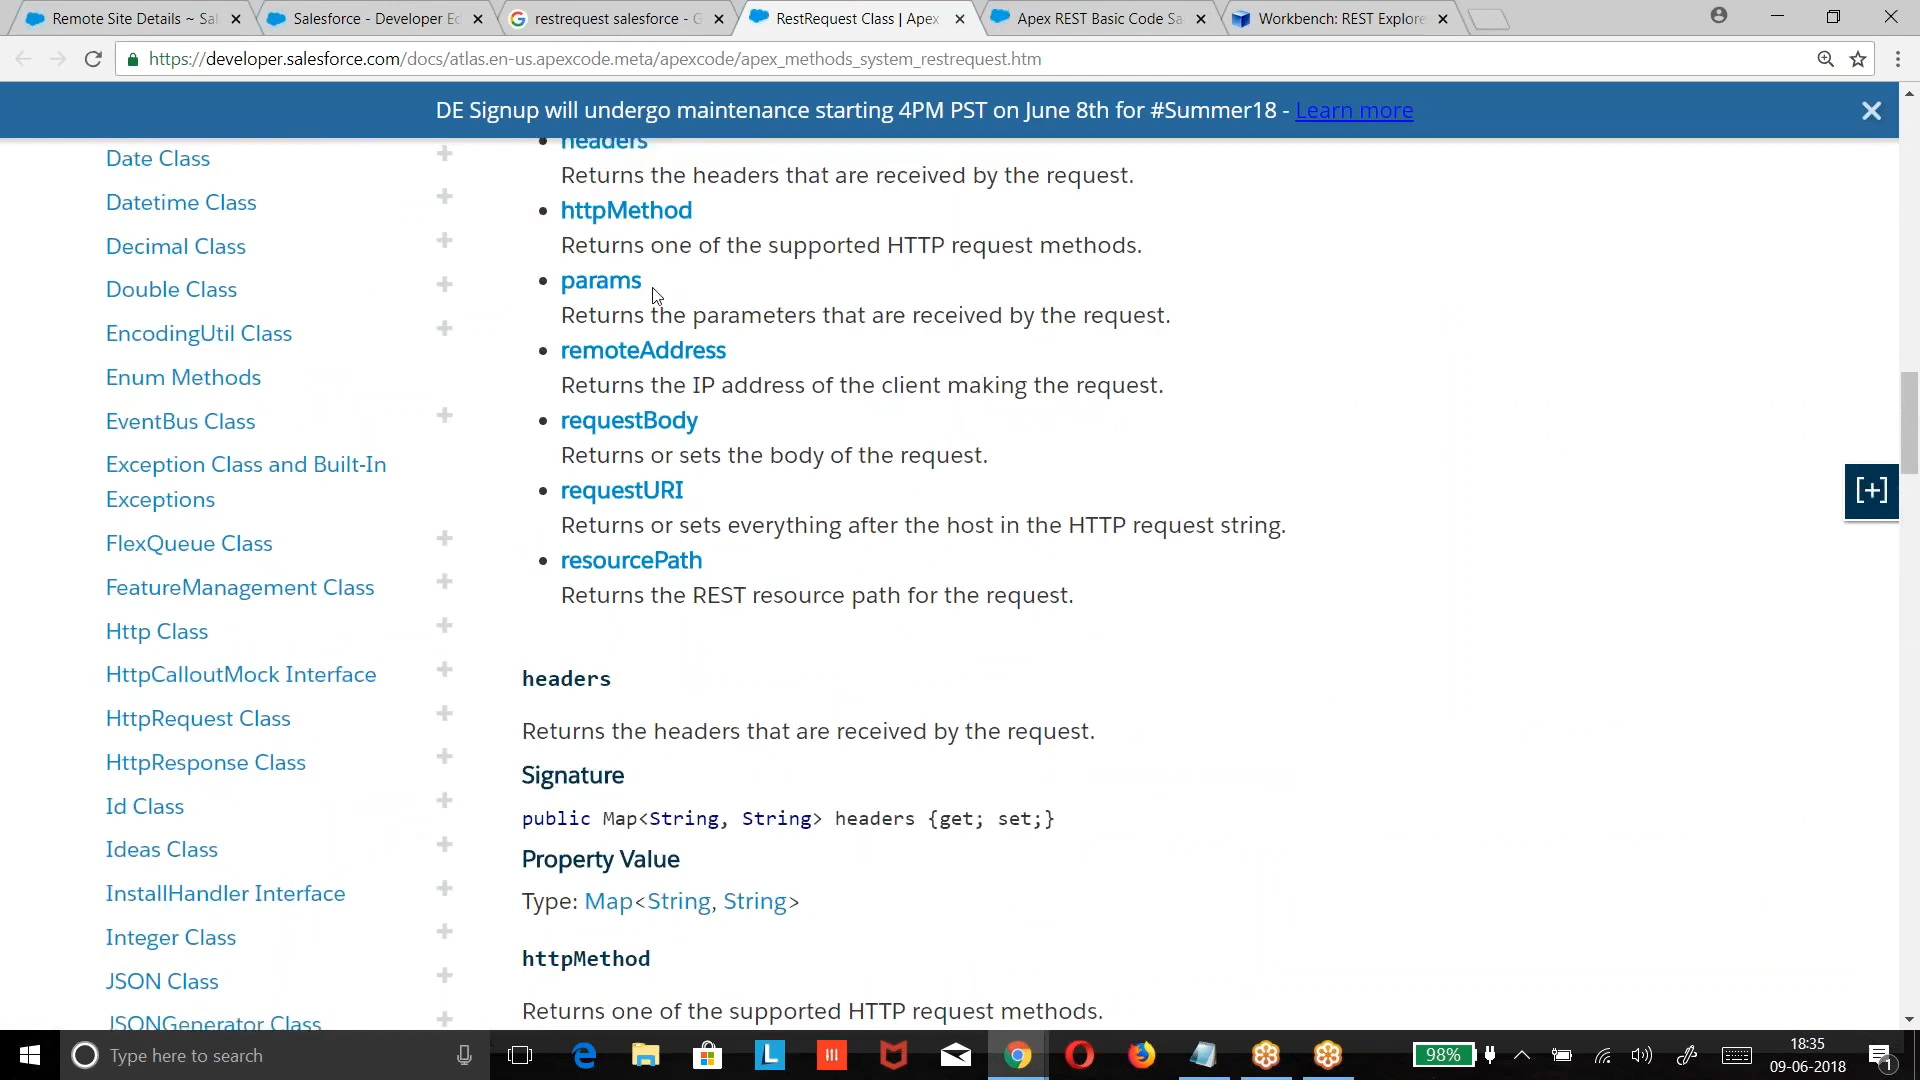 Remote Site Details ~ Sal
Salesforce - Developer Ed
restrequest salesforce - G
RestRequest Class | Apex
Apex REST Basic Code Sa
Workbench: REST Explore
https://developer.salesforce.com/docs/atlas.en-us.apexcode.meta/apexcode/apex_methods_system_restrequest.htm
DE Signup will undergo maintenance starting 4PM PST on June 8th for #Summer18 - Learn more
Date Class
Datetime Class
Decimal Class
Double Class
EncodingUtil Class
Enum Methods
EventBus Class
Exception Class and Built-In
Exceptions
FlexQueue Class
FeatureManagement Class
Http Class
HttpCalloutMock Interface
HttpRequest Class
HttpResponse Class
Id Class
Ideas Class
InstallHandler Interface
Integer Class
JSON Class
JSONGenerator Class
headers
Returns the headers that are received by the request.
httpMethod
Returns one of the supported HTTP request methods.
params
Returns the parameters that are received by the request.
remoteAddress
Returns the IP address of the client making the request.
requestBody
Returns or sets the body of the request.
requestURI
Returns or sets everything after the host in the HTTP request string.
resourcePath
Returns the REST resource path for the request.
headers
Returns the headers that are received by the request.
Signature
public Map<String, String> headers {get; set;}
Property Value
Type: Map<String, String>
httpMethod
Returns one of the supported HTTP request methods.
[+]
Type here to search
98%
18:35
09-06-2018
1